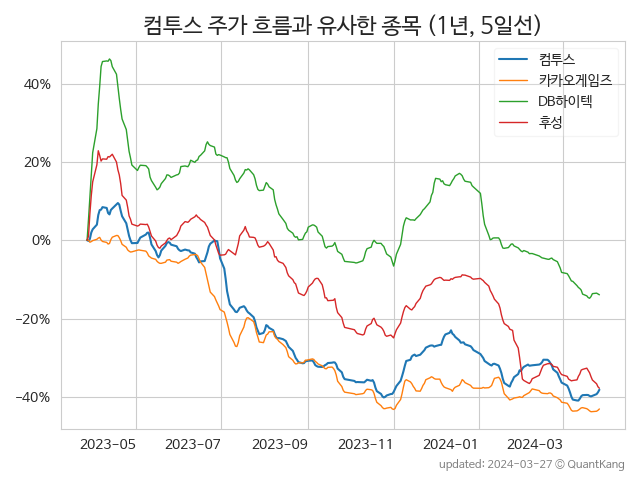 컴투스 주가 흐름과 유사한 종목 (1년, 5일선)
컴투스
카카오게임즈
DB하이텍
후성
40%
20%
0%
−20%
−40%
2023-05
2023-07
2023-09
2023-11
2024-01
2024-03
updated: 2024-03-27 © QuantKang